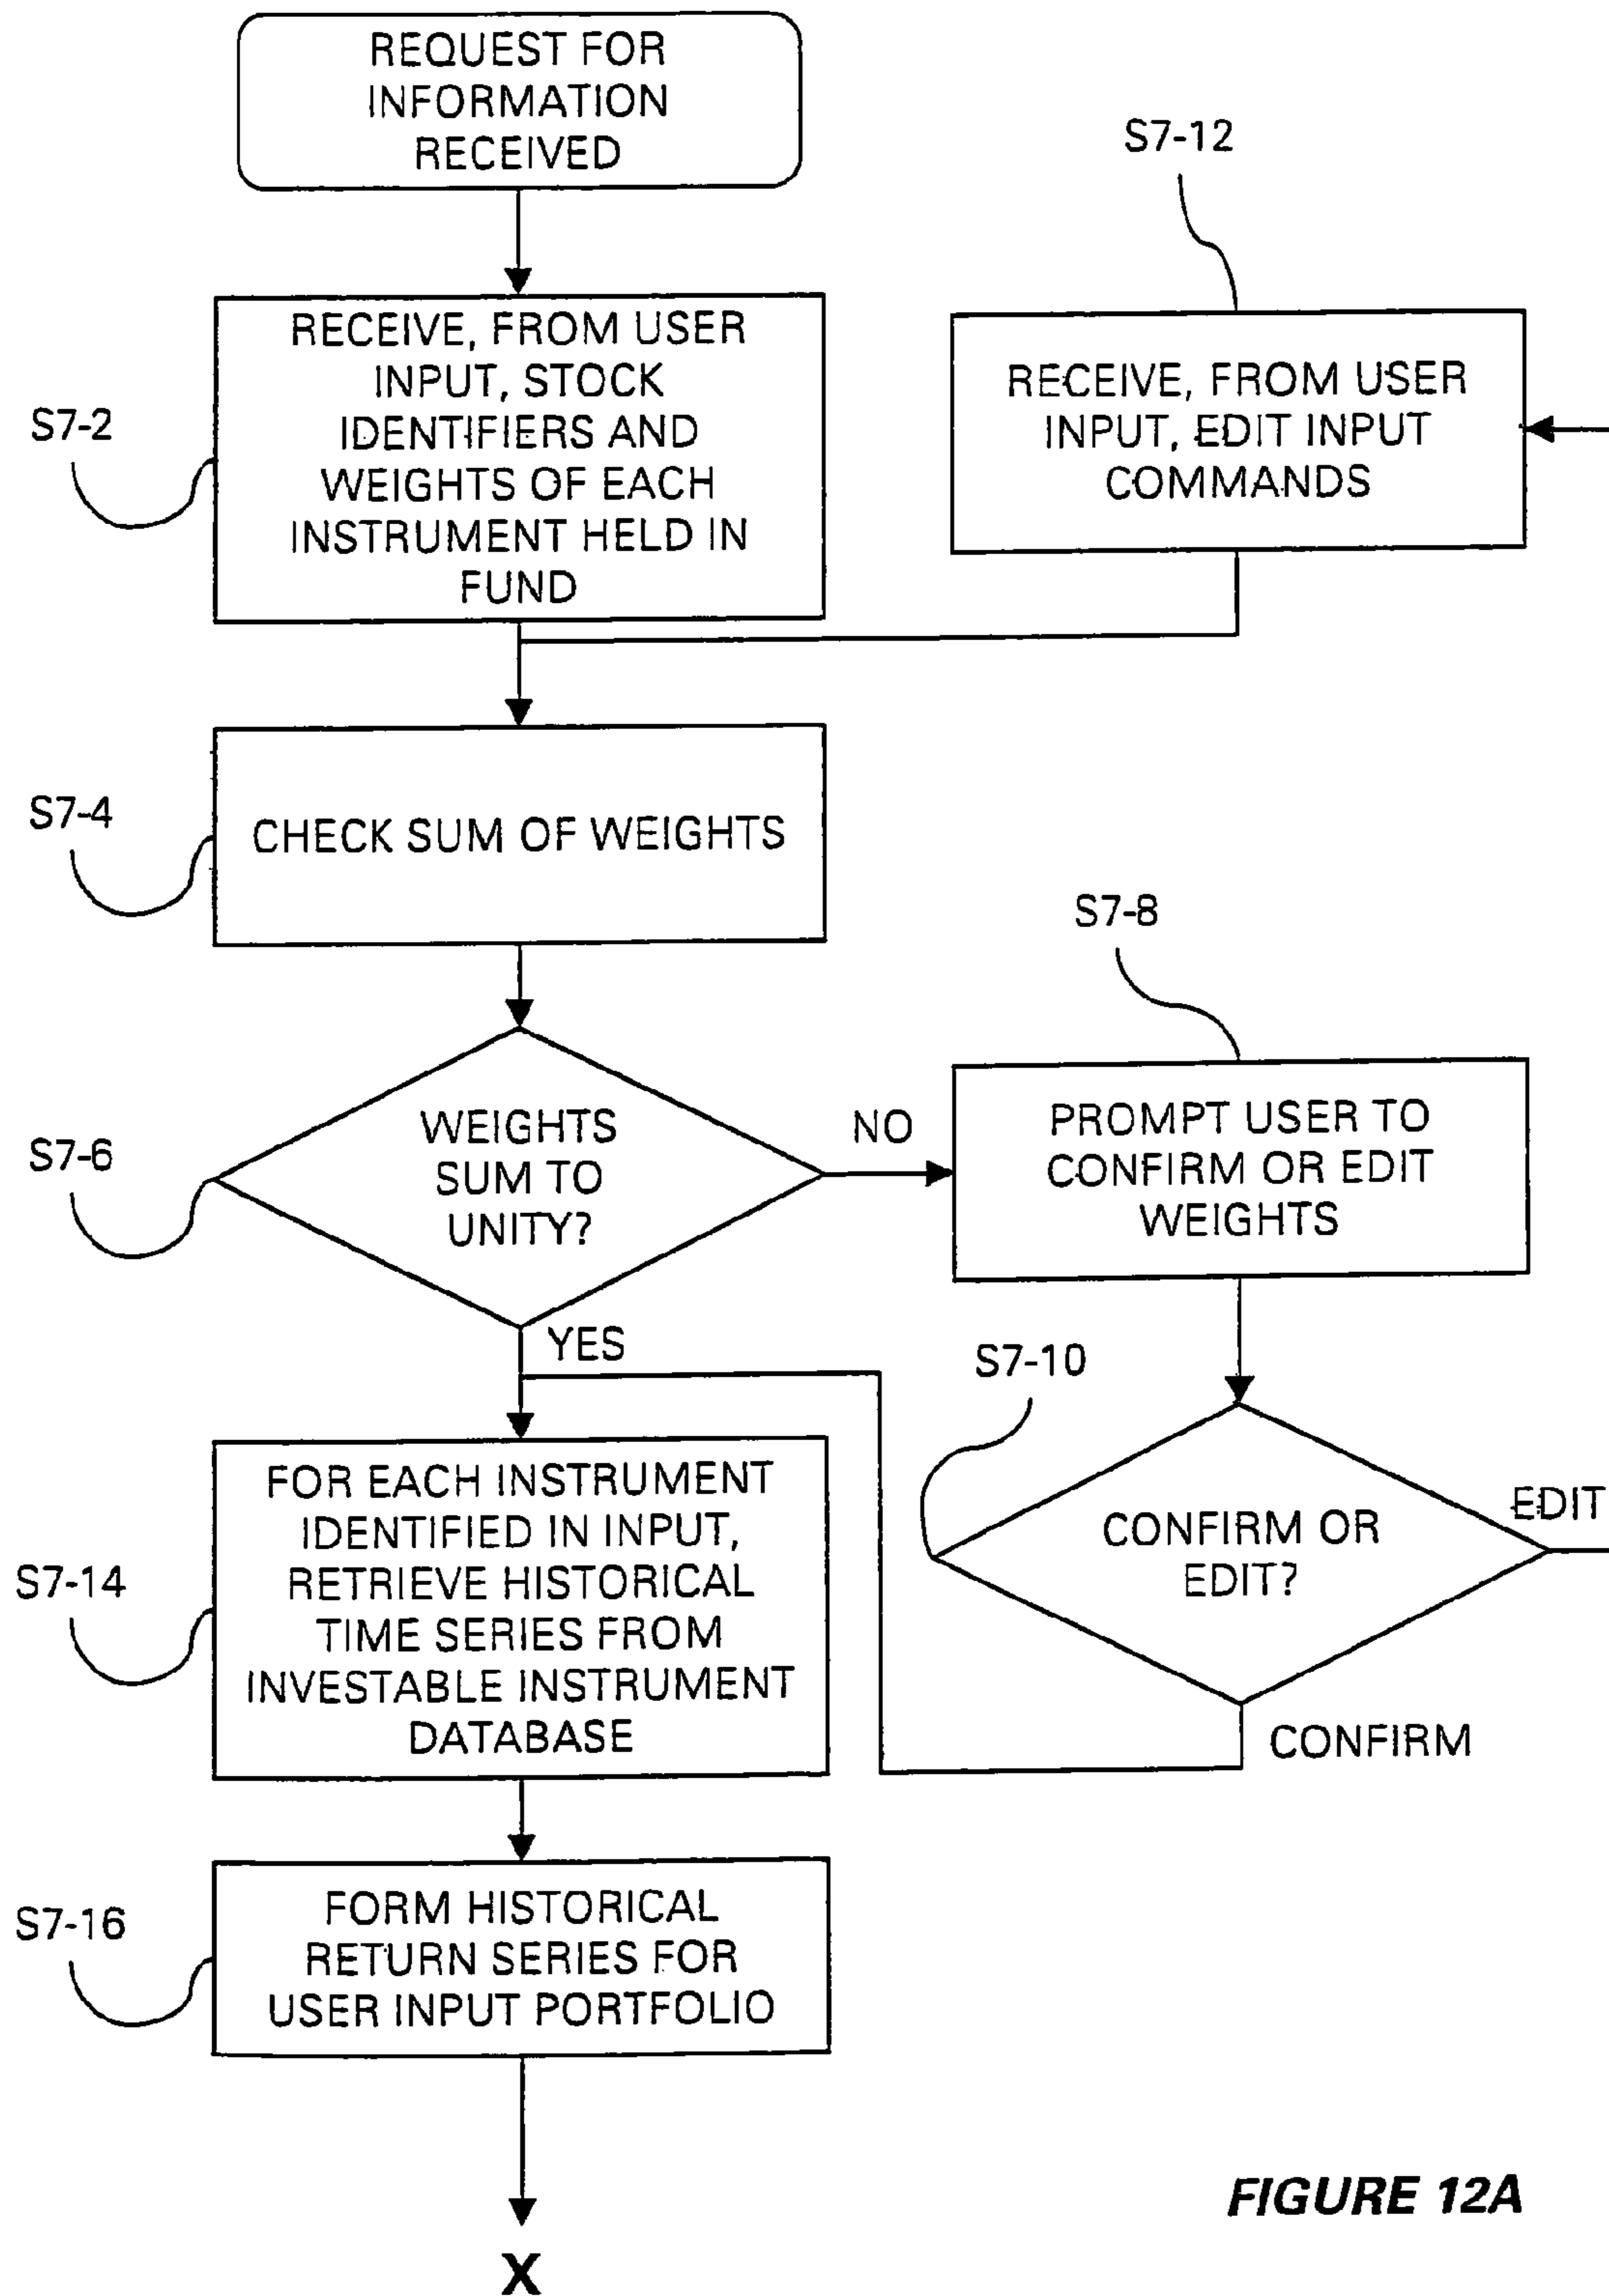 REQUEST FOR
INFORMATION
RECEIVED
S7-12
S7-2
RECEIVE, FROM USER
INPUT, STOCK
IDENTIFIERS AND
WEIGHTS OF EACH
INSTRUMENT HELD IN
FUND
RECEIVE, FROM USER
INPUT, EDIT INPUT
COMMANDS
S7-4
CHECK SUM OF WEIGHTS
S7-8
S7-6
WEIGHTS
SUM TO
UNITY?
NO
PROMPT USER TO
CONFIRM OR EDIT
WEIGHTS
YES
S7-10
CONFIRM OR
EDIT?
EDIT
CONFIRM
S7-14
FOR EACH INSTRUMENT
IDENTIFIED IN INPUT,
RETRIEVE HISTORICAL
TIME SERIES FROM
INVESTABLE INSTRUMENT
DATABASE
S7-16
FORM HISTORICAL
RETURN SERIES FOR
USER INPUT PORTFOLIO
FIGURE 12A
X